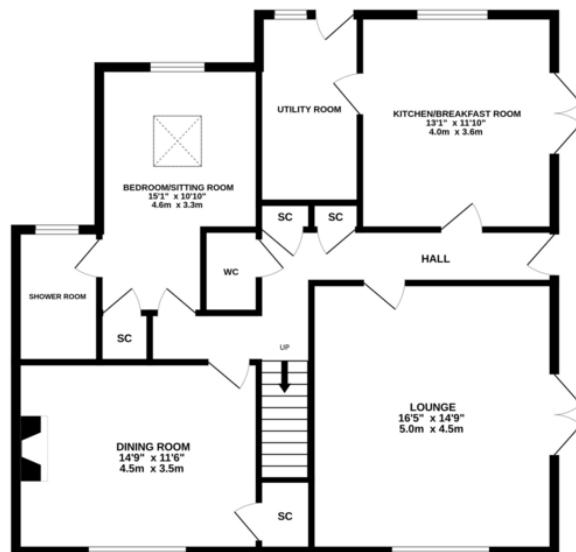 UTILITY ROOM
KITCHEN/BREAKFAST ROOM
13'1" x 11'10"
4.0m x 3.6m
BEDROOM/SITTING ROOM
15'1" x 10'10"
4.6m x 3.3m
SC
SC
HALL
WC
SHOWER ROOM
SC
UP
LOUNGE
16'5" x 14'9"
5.0m x 4.5m
DINING ROOM
14'9" x 11'6"
4.5m x 3.5m
SC